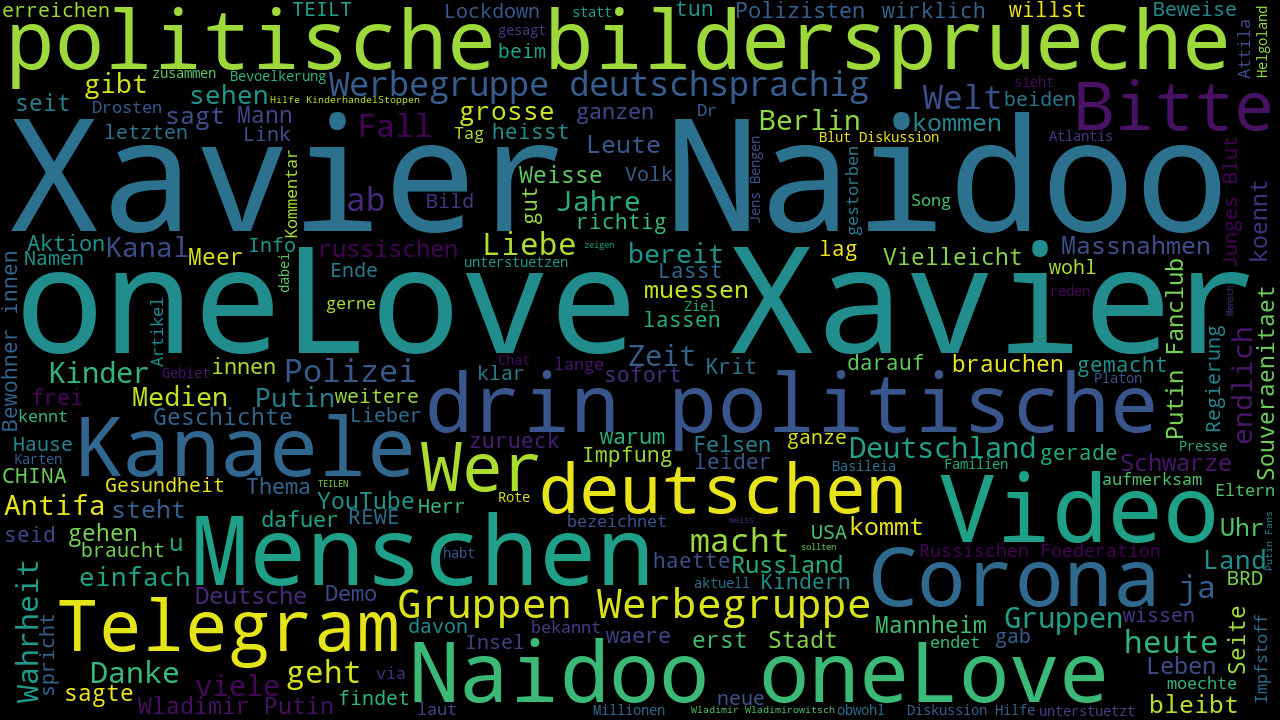 erreichen TEILT Lockdown statt tun Polizisten wirklich willst Beweise
politische bildersprueche
gesagt beim Attila Helgoland
zusammen Bevoelkerung
gibt Werbegruppe deutschsprachig sieht
seit Drosten sehen Hilfe KinderhandelStoppen grosse ganzen Dr Welt beiden Bitte
sagt Mann Fall Berlin kommen
letzten Link Tag heisst Leute Blut Diskussion Atlantis
Xavier Naidoo
Kommentar Weisse Volk Jens Bengen gestorben Junges Blut
ab Bild gut Jahre Song koennt
richtig
Aktion Kanal Info russischen Liebe zeigen bereit lag Vielleicht Massnahmen
Namen Meer dabei Ende unterstuetzen Lasst wohl
oneLove Xavier
Bewohner innen gerne muessen reden Mensch
Artikel Ziel lassen
Kinder Gebiet innen Polizei Chat lange Zeit Krit darauf brauchen gemacht Putin Fanclub Regierung Souveraenitaet
klar sofort Platon endlich
frei Medien Putin weitere drin politische
kennt Geschichte Lieber
Kanaele wer zurueck warum Felsen ganze Deutschland gerade Presse
Hause Impfung leider Basileia Familien Schwarze
Karten
CHINA Gesundheit Thema TEILEN Rote deutschen Video aufmerksam Eltern
Antifa steht YouTube Herr
seid gehen dafuer REWE bezeichnet weiss USA kommt Uhr
braucht u Menschen macht sollten Russischen Foederation Putin Fans
habt haette Russland Land
einfach aktuell Kindern Corona ja BRD
Wahrheit Deutsche Demo
Telegram Gruppen Werbegruppe Gruppen wissen
spricht davon bekannt waere Mannheim gab heute Seite Impfstoff
Insel erst Stadt endet
Danke viele geht via Naidoo oneLove Leben
sagte findet neue moechte
Wladimir Putin laut Millionen Wladimir Wladimirowitsch obwohl Diskussion Hilfe unterstuetzt bleibt